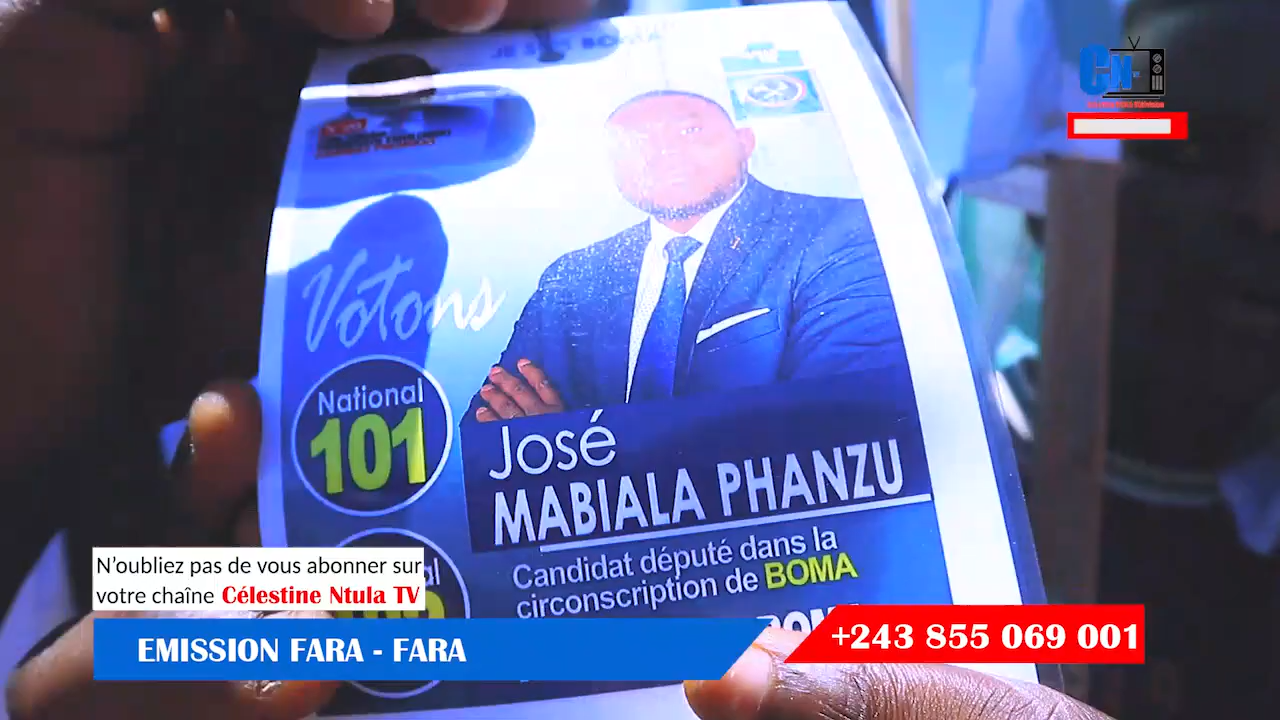 CN
Votons
National
101
José
MABIALA PHANZU
Candidat député dans la
circonscription de BOMA
N'oubliez pas de vous abonner sur
votre chaîne Célestine Ntula TV
EMISSION FARA - FARA
+243 855 069 001